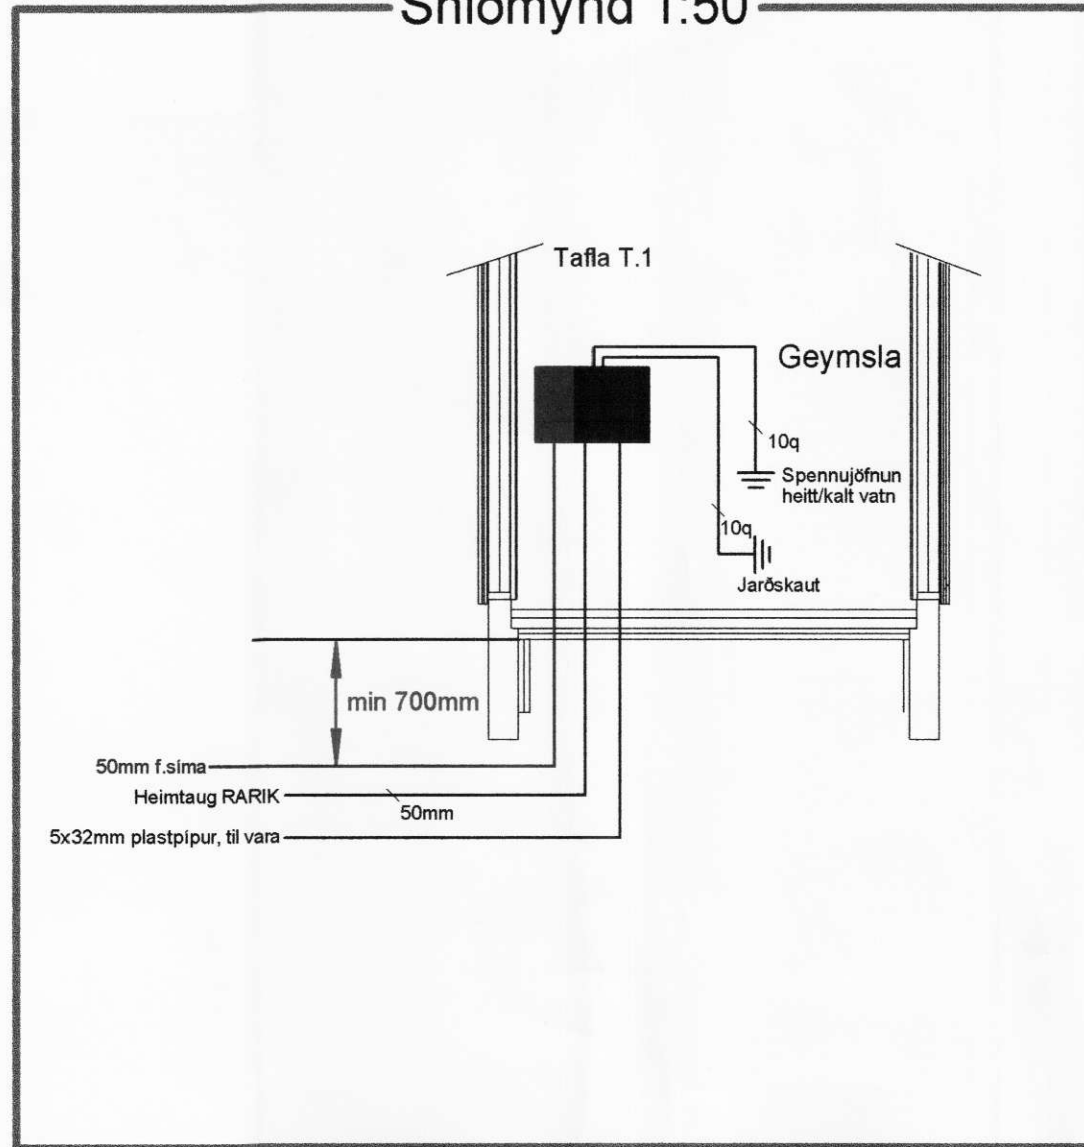 Sniðmynd 1:50
Tafla T.1
Geymsla
10q
Spennujöfnun
heitt/kalt vatn
10q
Jarðskaut
min 700mm
50mm f.síma
Heimtaug RARIK
50mm
5x32mm plastpípur, til vara